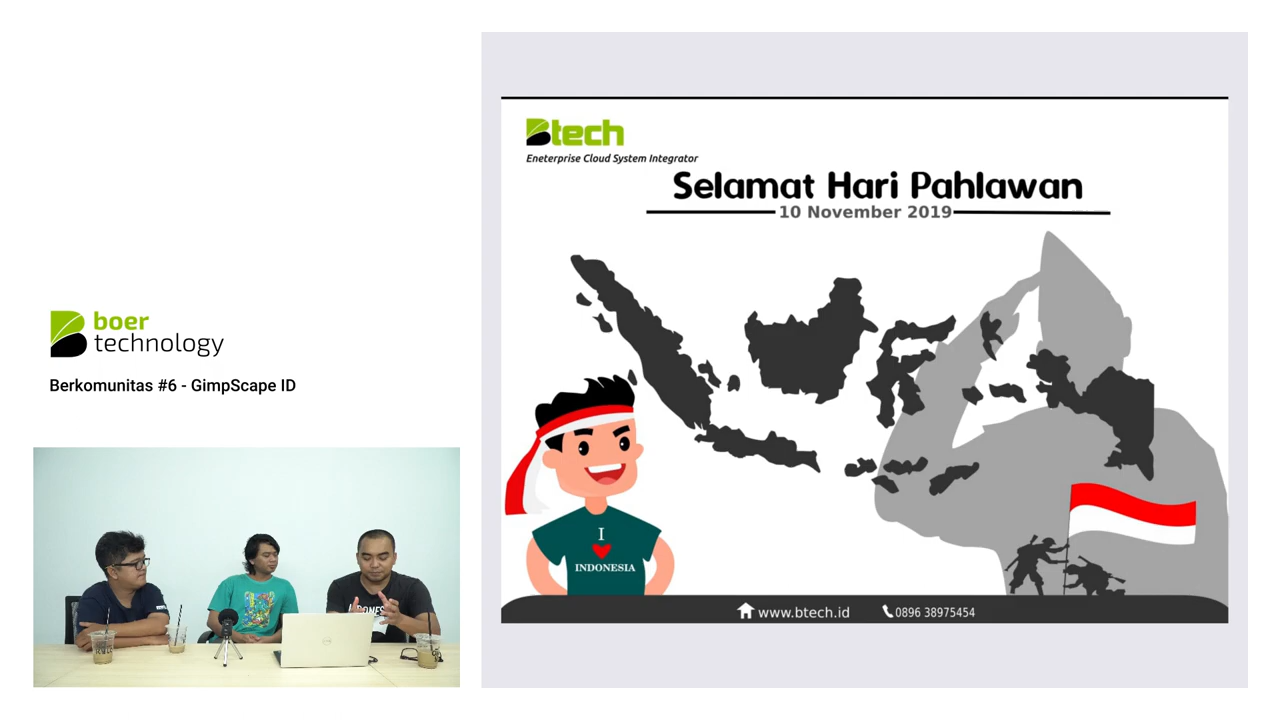 boer
technology
Berkomunitas #6 - GimpScape ID
Btech
Eneterprise Cloud System Integrator
Selamat Hari Pahlawan
10 November 2019
I
INDONESIA
www.btech.id
0896 38975454